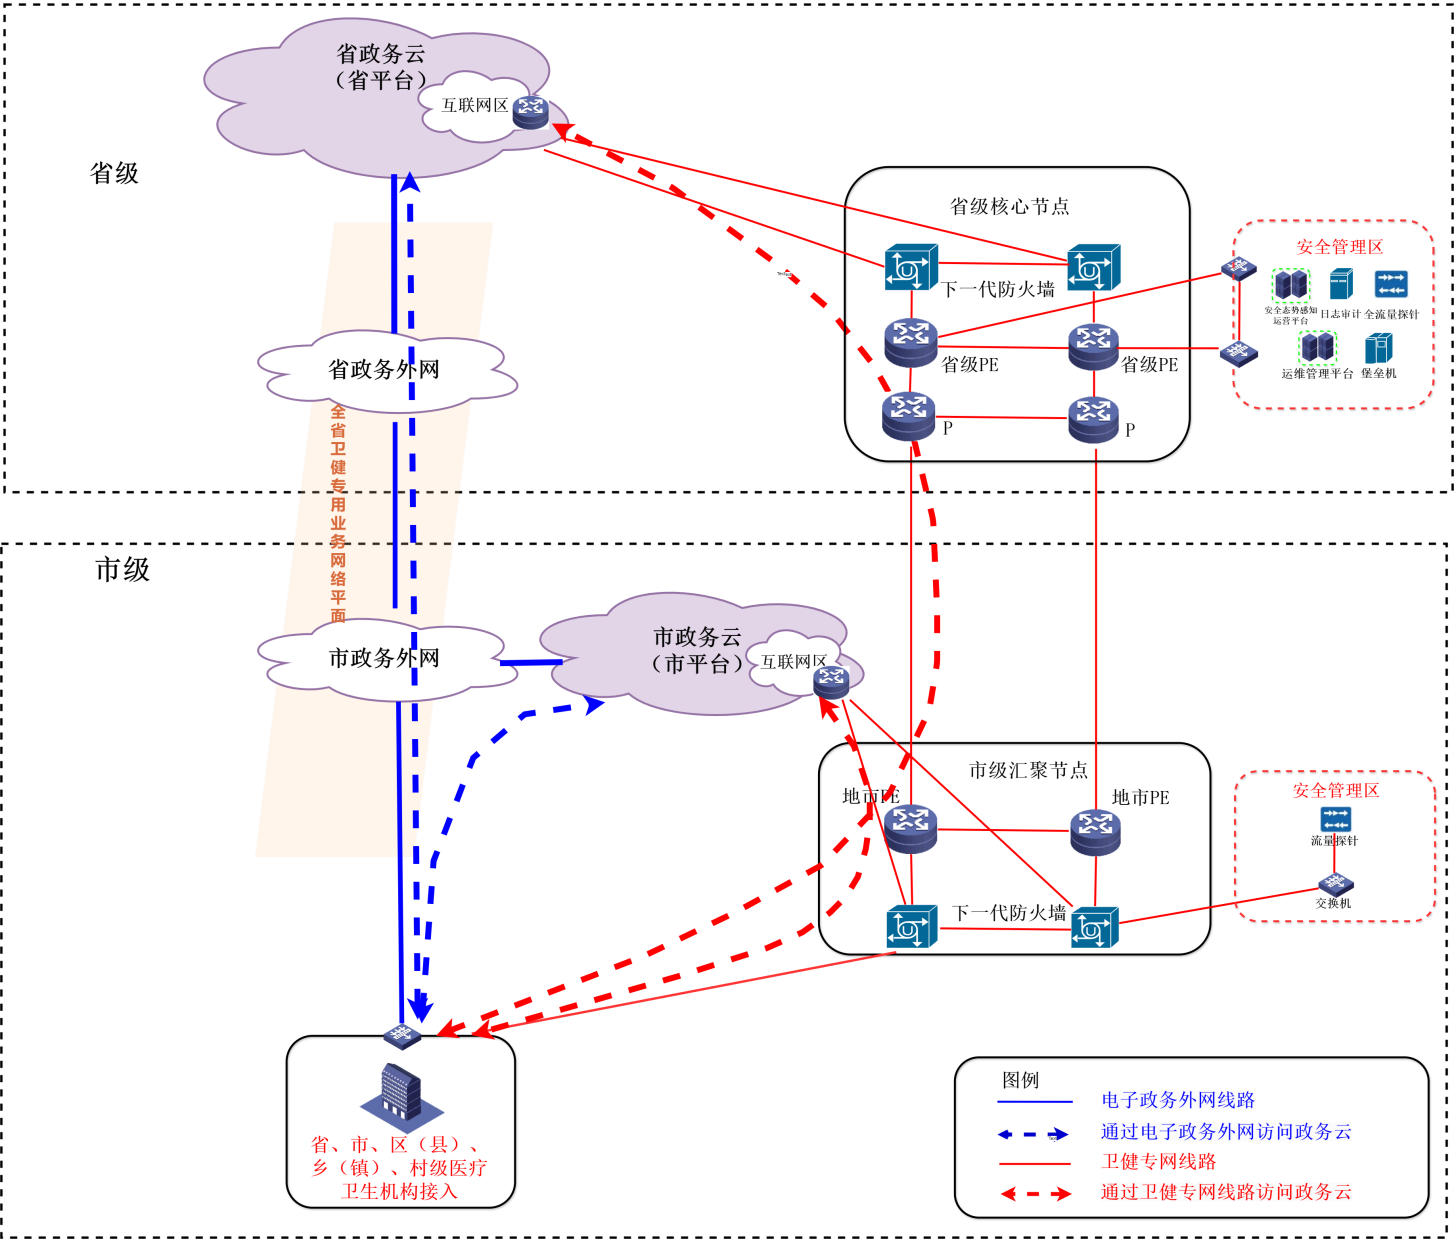 省政务云
（省平台）
互联网区
省级
省级核心节点
下一代防火墙
省级PE
省级PE
P
P
安全管理区
安全态势感知
运营平台
日志审计
全流量探针
运维管理平台
堡垒机
省政务外网
全省卫健专用业务网络平面
市级
市政务外网
市政务云
（市平台）
互联网区
市级汇聚节点
地市PE
地市PE
下一代防火墙
安全管理区
流量探针
交换机
省、市、区（县）、
乡（镇）、村级医疗
卫生机构接入
图例
电子政务外网线路
通过电子政务外网访问政务云
卫健专网线路
通过卫健专网线路访问政务云